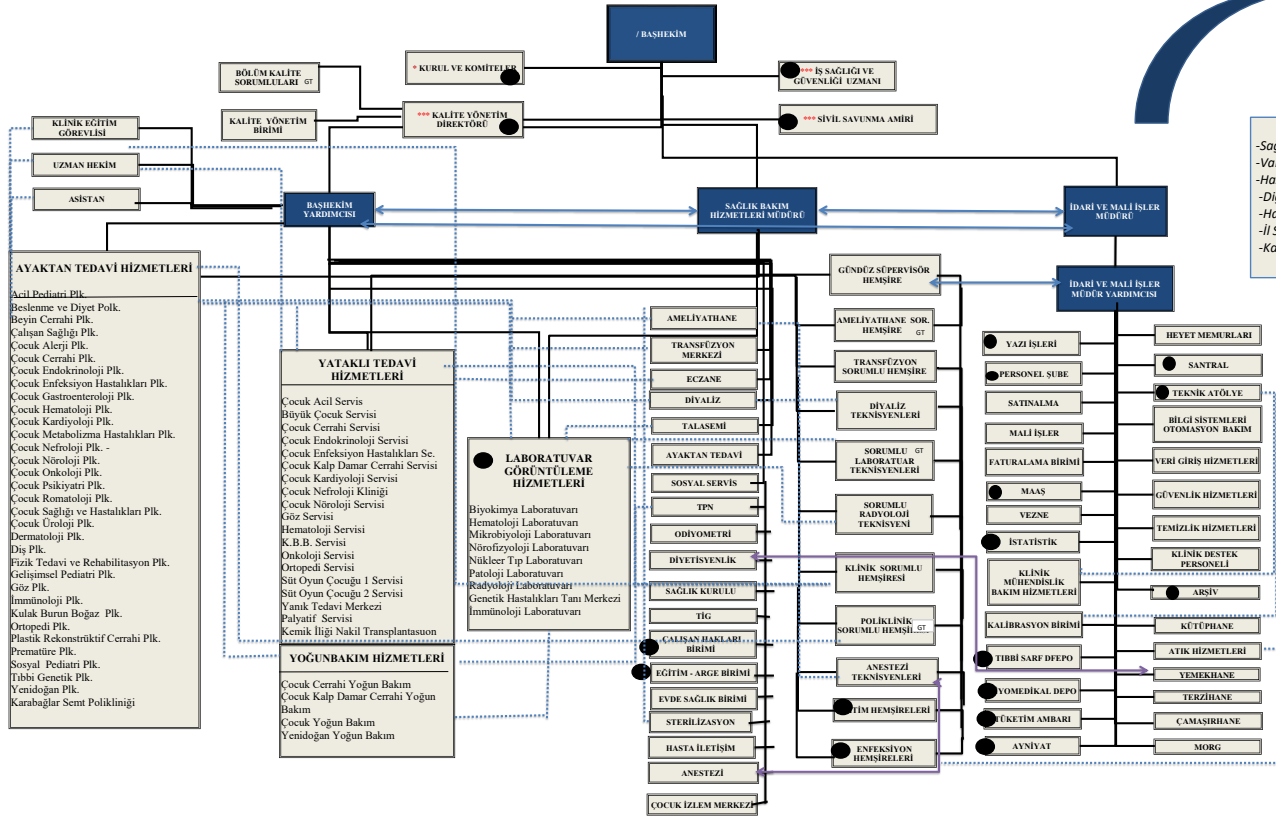 / BAŞHEKİM
BÖLÜM KALİTE
SORUMLULARI GT
* KURUL VE KOMİTELER
*** İŞ SAĞLIĞI VE
GÜVENLİĞİ UZMANI
KALİTE YÖNETİM
BİRİMİ
*** KALİTE YÖNETİM
DİREKTÖRÜ
*** SİVİL SAVUNMA AMİRİ
KLİNİK EĞİTİM
GÖREVLİSİ
UZMAN HEKİM
ASİSTAN
BAŞHEKİM
YARDIMCISI
SAĞLIK BAKIM
HİZMETLERİ MÜDÜRÜ
İDARİ VE MALİ İŞLER
MÜDÜRÜ
İDARİ VE MALİ İŞLER
MÜDÜR YARDIMCISI
-İl S
AYAKTAN TEDAVİ HİZMETLERİ
Acil Pediatri Plk.
Beslenme ve Diyet Polk.
Beyin Cerrahi Plk.
Çalışan Sağlığı Plk.
Çocuk Alerji Plk.
Çocuk Cerrahi Plk.
Çocuk Endokrinoloji Plk.
Çocuk Enfeksiyon Hastalıkları Plk.
Çocuk Gastroenteroloji Plk.
Çocuk Hematoloji Plk.
Çocuk Kardiyoloji Plk.
Çocuk Metabolizma Hastalıkları Plk.
Çocuk Nefroloji Plk. -
Çocuk Nöroloji Plk.
Çocuk Onkoloji Plk.
Çocuk Psikiyatri Plk.
Çocuk Romatoloji Plk.
Çocuk Sağlığı ve Hastalıkları Plk.
Çocuk Üroloji Plk.
Dermatoloji Plk.
Diş Plk.
Fizik Tedavi ve Rehabilitasyon Plk.
Gelişimsel Pediatri Plk.
Göz Plk.
İmmünoloji Plk.
Kulak Burun Boğaz Plk.
Ortopedi Plk.
Plastik Rekonstrüktif Cerrahi Plk.
Prematüre Plk.
Sosyal Pediatri Plk.
Tıbbi Genetik Plk.
Yenidoğan Plk.
Karabağlar Semt Polikliniği
YATAKLI TEDAVİ
HİZMETLERİ
Çocuk Acil Servis
Büyük Çocuk Servisi
Çocuk Cerrahi Servisi
Çocuk Endokrinoloji Servisi
Çocuk Enfeksiyon Hastalıkları Se.
Çocuk Kalp Damar Cerrahi Servisi
Çocuk Kardiyoloji Servisi
Çocuk Nefroloji Kliniği
Çocuk Nöroloji Servisi
Göz Servisi
Hematoloji Servisi
K.B.B. Servisi
Onkoloji Servisi
Ortopedi Servisi
Süt Oyun Çocuğu 1 Servisi
Süt Oyun Çocuğu 2 Servisi
Yanık Tedavi Merkezi
Palyatif Servisi
Kemik İliği Nakil Transplantasuon
YOĞUNBAKIM HİZMETLERİ
Çocuk Cerrahi Yoğun Bakım
Çocuk Kalp Damar Cerrahi Yoğun
Bakım
Çocuk Yoğun Bakım
Yenidoğan Yoğun Bakım
LABORATUVAR
GÖRÜNTÜLEME
HİZMETLERİ
Biyokimya Laboratuvarı
Hematoloji Laboratuvarı
Mikrobiyoloji Laboratuvarı
Nörofizyoloji Laboratuvarı
Nükleer Tıp Laboratuvarı
Patoloji Laboratuvarı
Radyoloji Laboratuvarı
Genetik Hastalıkları Tanı Merkezi
İmmünoloji Laboratuvarı
AMELİYATHANE
TRANSFÜZYON
MERKEZİ
ECZANE
DİYALİZ
TALASEMİ
AYAKTAN TEDAVİ
SOSYAL SERVİS
TPN
ODİYOMETRİ
DİYETİSYENLİK
SAĞLIK KURULU
TİG
ÇALIŞAN HAKLARI
BİRİMİ
EĞİTİM - ARGE BİRİMİ
EVDE SAĞLIK BİRİMİ
STERİLİZASYON
HASTA İLETİŞİM
ANESTEZİ
ÇOCUK İZLEM MERKEZİ
GÜNDÜZ SÜPERVİSÖR
HEMŞİRE
AMELİYATHANE SOR.
HEMŞİRE GT
TRANSFÜZYON
SORUMLU HEMŞİRE
DİYALİZ
TEKNİSYENLERİ
SORUMLU GT
LABORATUAR
TEKNİSYENLERİ
SORUMLU
RADYOLOJİ
TEKNİSYENİ
KLİNİK SORUMLU
HEMŞİRESİ
POLİKLİNİK
SORUMLU GT
ANESTEZİ
TEKNİSYENLERİ
HEMŞİRELERİ
ENFEKSİYON
HEMŞİRELERİ
YAZI İŞLERİ
PERSONEL ŞUBE
SATINALMA
MALİ İŞLER
FATURALAMA BİRİMİ
MAAŞ
VEZNE
İSTATİSTİK
KLİNİK
MÜHENDİSLİK
BAKIM HİZMETLERİ
KALİBRASYON BİRİMİ
TIBBİ SARF DFEPO
YOMEDİKAL DEPO
TÜKETİM AMBARI
AYNİYAT
HEYET MEMURLARI
SANTRAL
TEKNİK ATÖLYE
BİLGİ SİSTEMLERİ
OTOMASYON BAKIM
VERİ GİRİŞ HİZMETLERİ
GÜVENLİK HİZMETLERİ
TEMİZLİK HİZMETLERİ
KLİNİK DESTEK
PERSONELİ
ARŞİV
KÜTÜPHANE
ATIK HİZMETLERİ
YEMEKHANE
TERZİHANE
ÇAMAŞIRHANE
MORG